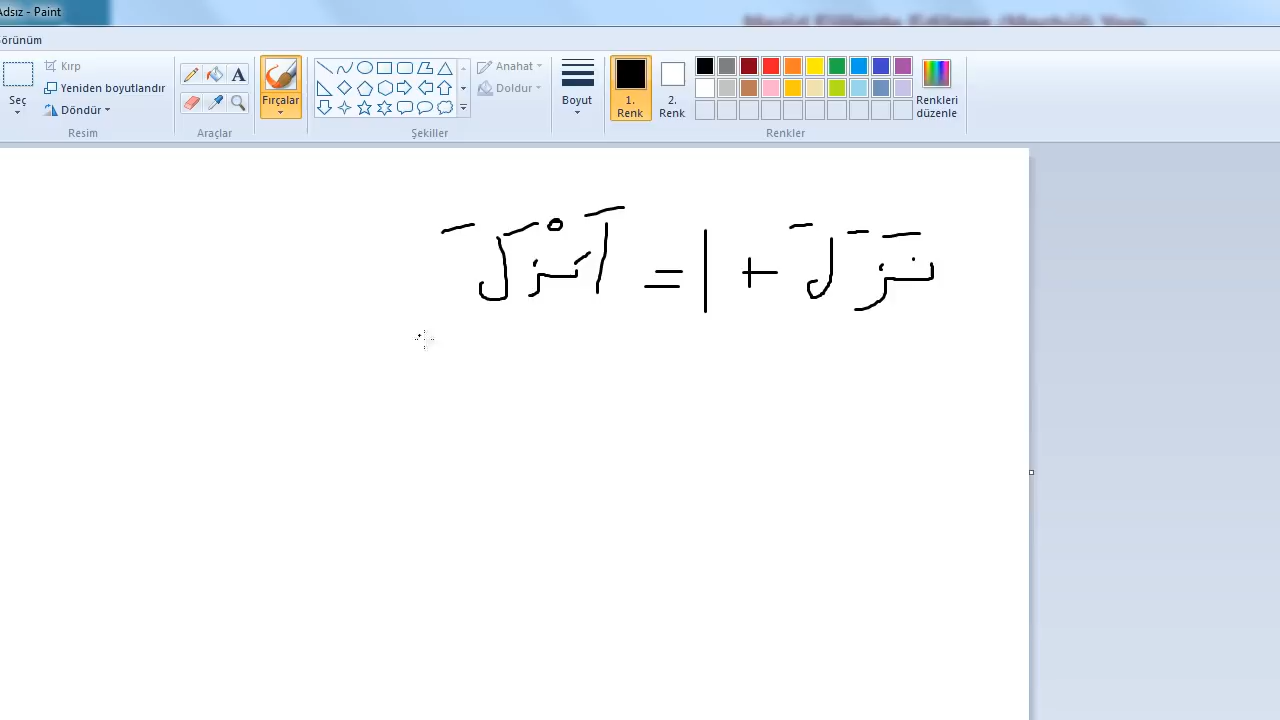 Adsız - Paint
Görünüm
Seç
Kırp
Yeniden boyutlandır
Döndür
Resim
Araçlar
Fırçalar
Anahat
Doldur
Şekiller
Boyut
1. Renk
2. Renk
Renkleri düzenle
Renkler
نَزَلَ + ا = اَنْزَلَ